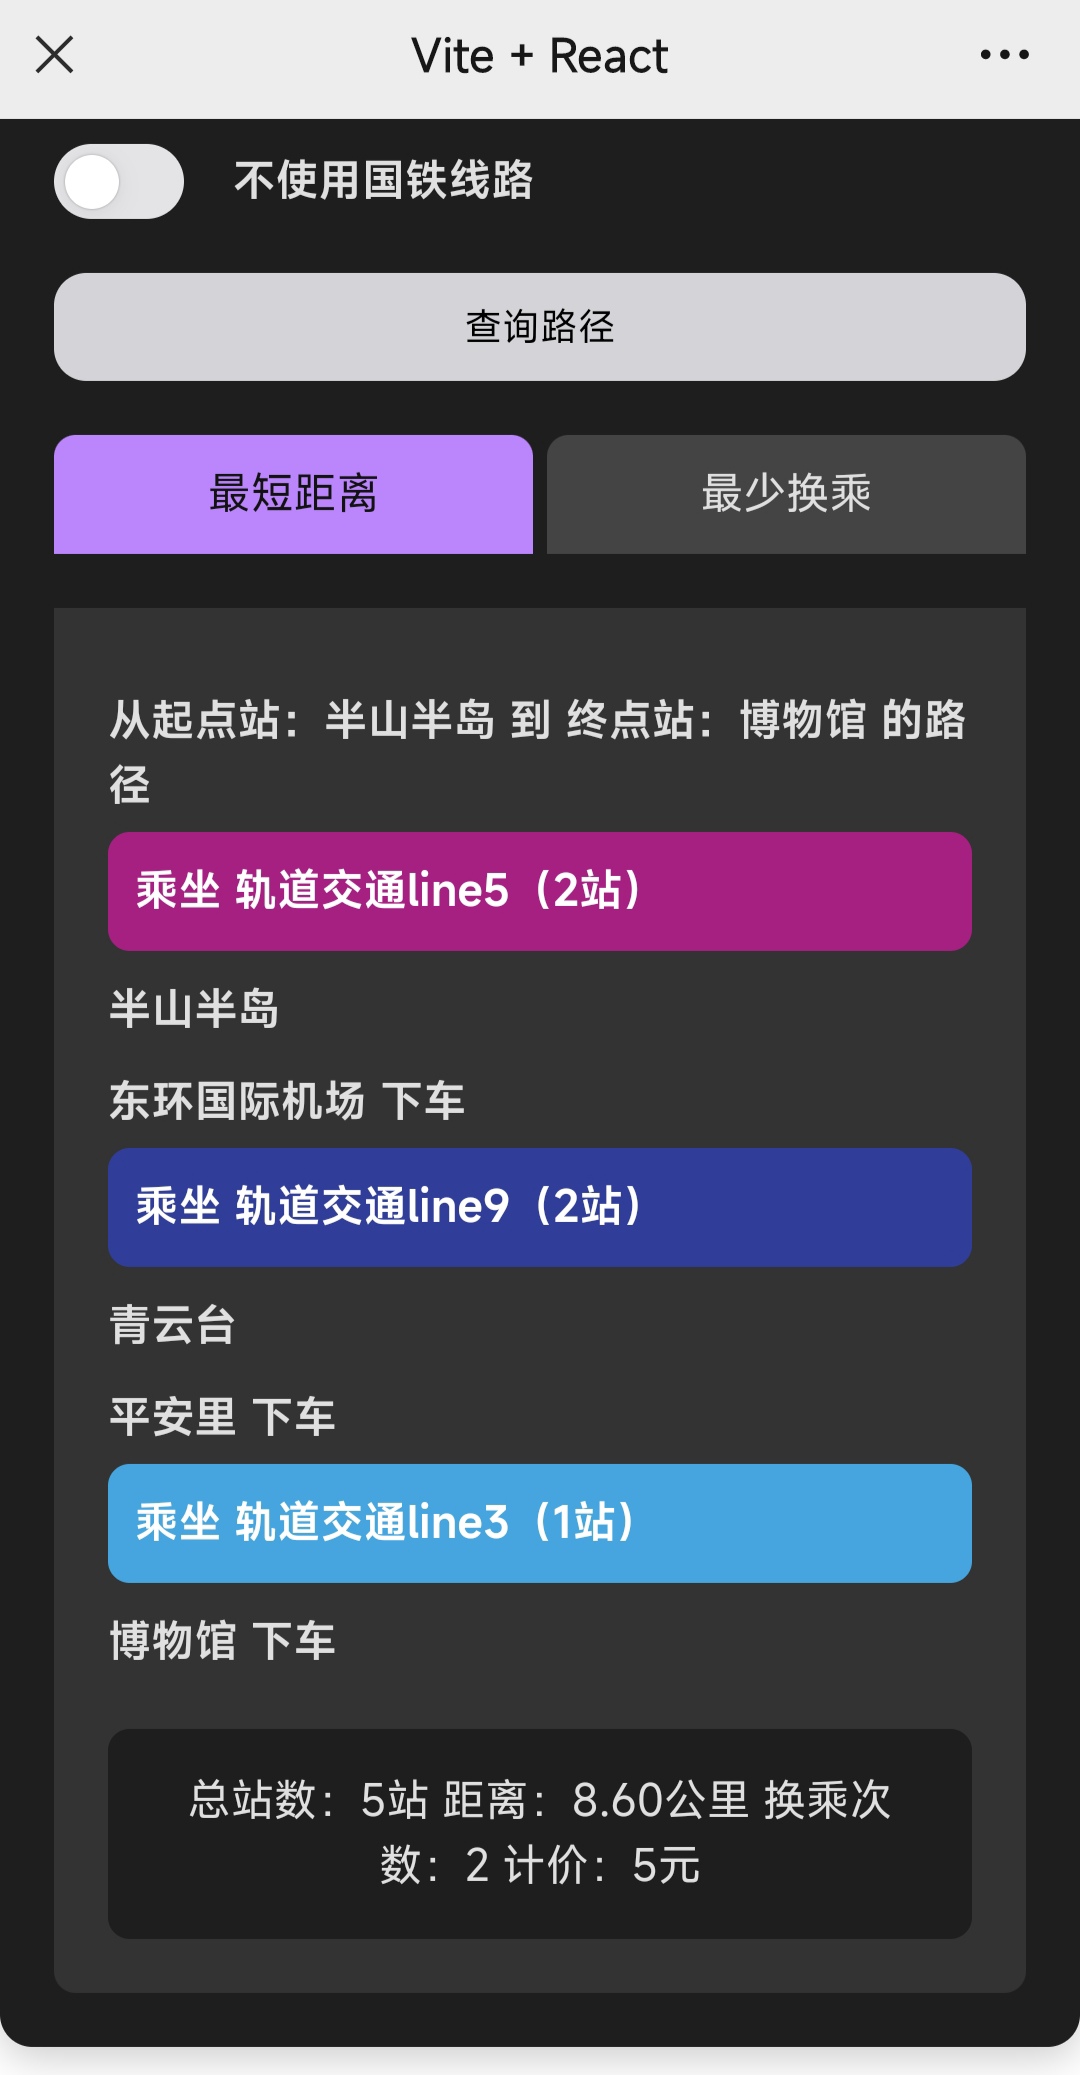 Vite + React
不使用国铁线路
查询路径
最短距离
最少换乘
从起点站：半山半岛 到 终点站：博物馆 的路
径
乘坐 轨道交通line5（2站）
半山半岛
东环国际机场 下车
乘坐 轨道交通line9（2站）
青云台
平安里 下车
乘坐 轨道交通line3（1站）
博物馆 下车
总站数：5站 距离：8.60公里 换乘次
数：2 计价：5元